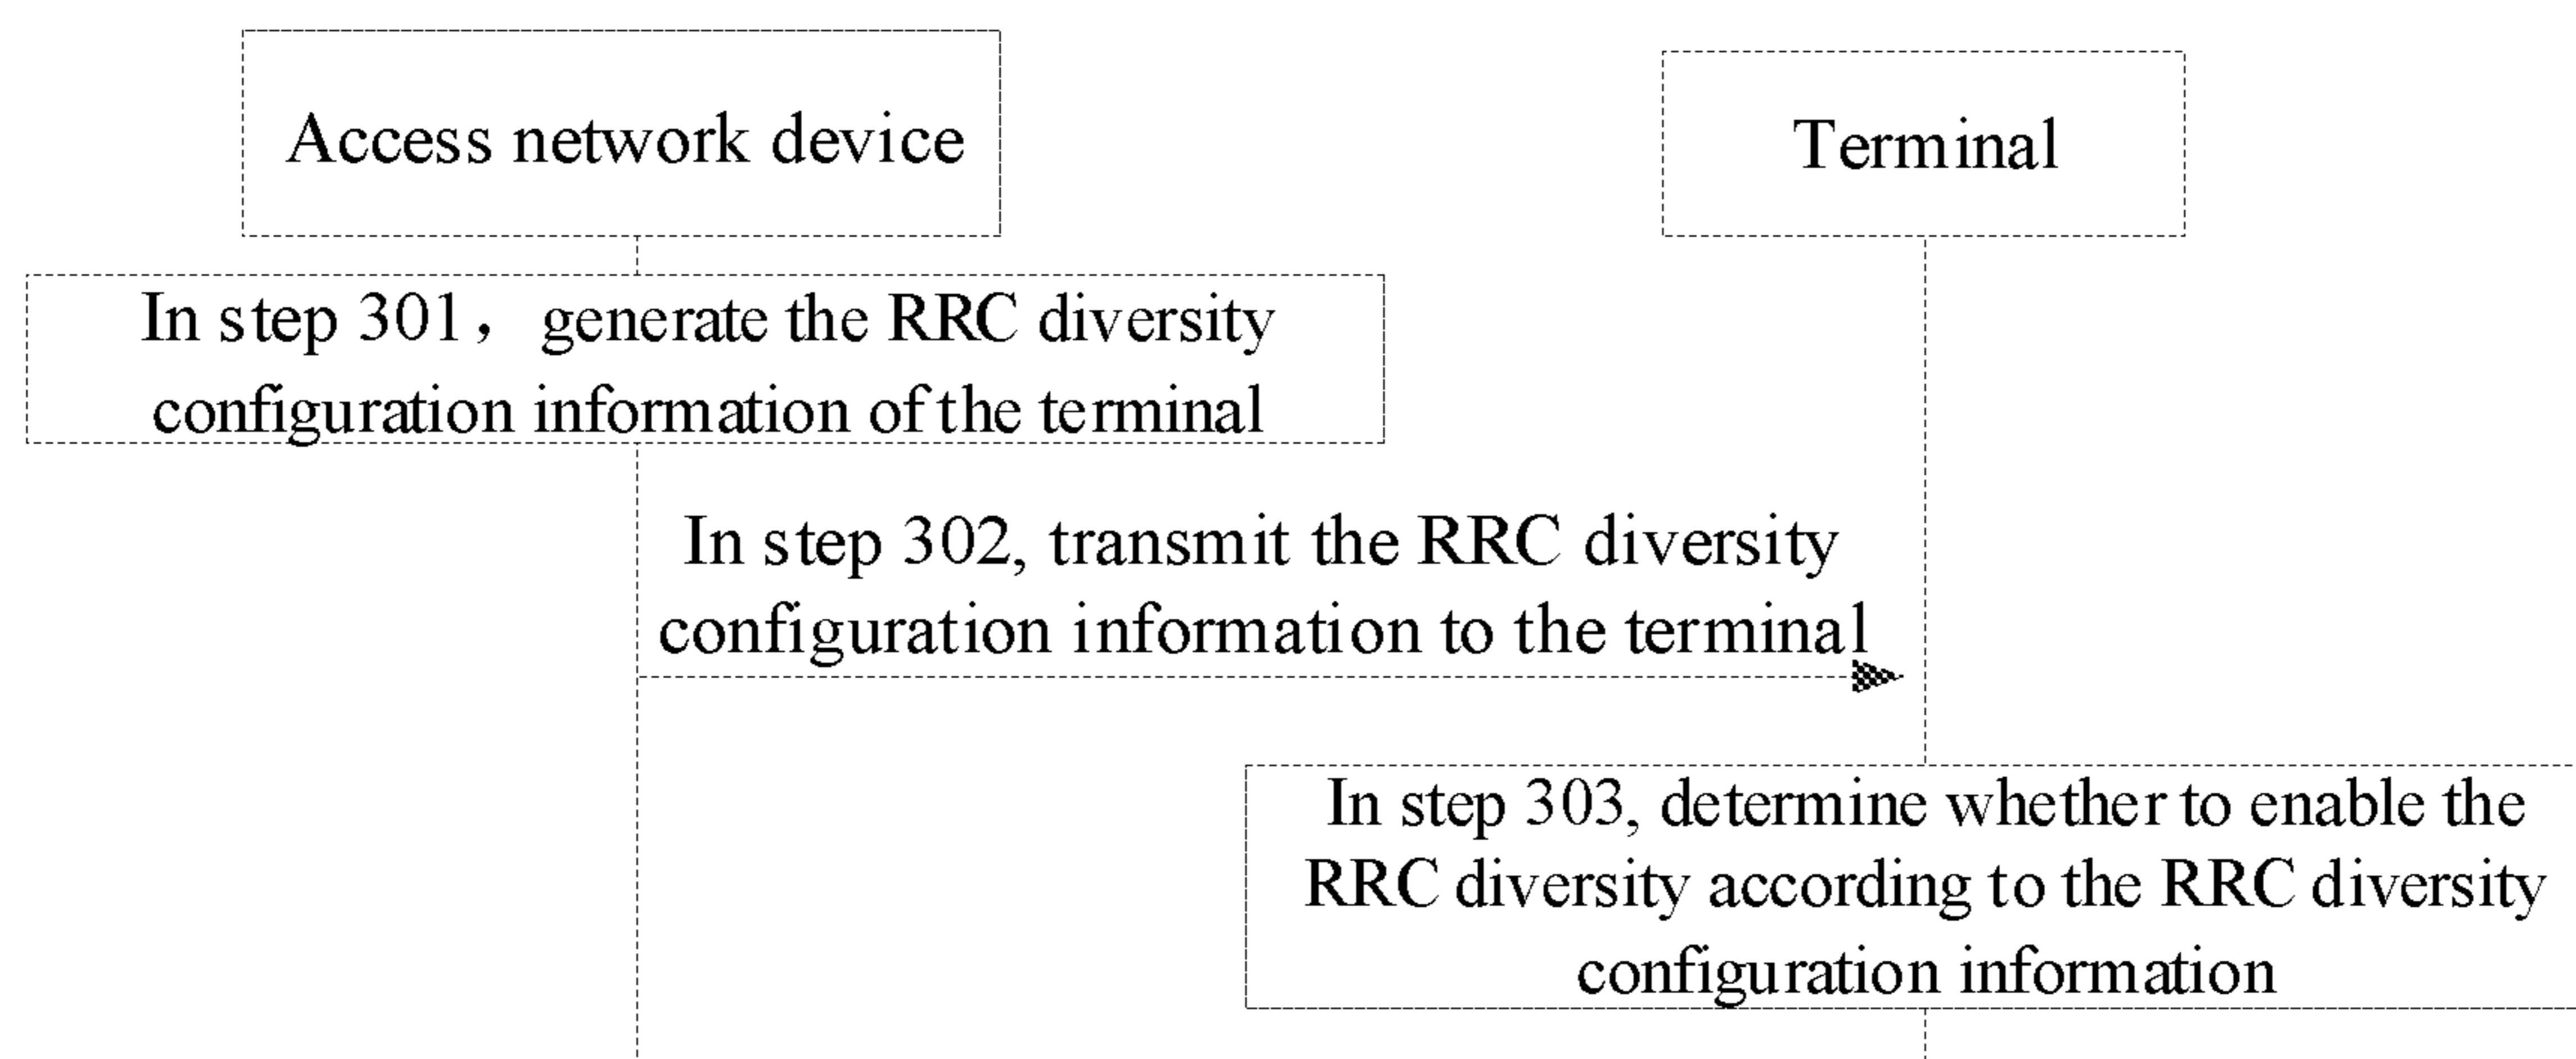 Access network device
Terminal
In step 301，generate the RRC diversity
configuration information of the terminal
In step 302, transmit the RRC diversity
configuration information to the terminal
In step 303, determine whether to enable the
RRC diversity according to the RRC diversity
configuration information